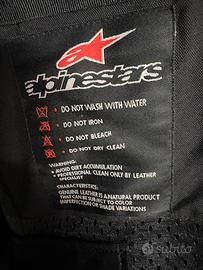 alpinestars
• DO NOT WASH WITH WATER
• DO NOT IRON
• DO NOT BLEACH
• DO NOT DRY CLEAN
WARNING:
• AVOID DIRT ACCUMULATION
• PROFESSIONAL CLEAN ONLY BY LEATHER
SPECIALIST
CHARACTERISTICS:
GENUINE LEATHER IS A NATURAL PRODUCT
THAT CAN BE SUBJECT TO COLOR
IMPERFECTION OR SHADE VARIATIONS
subito